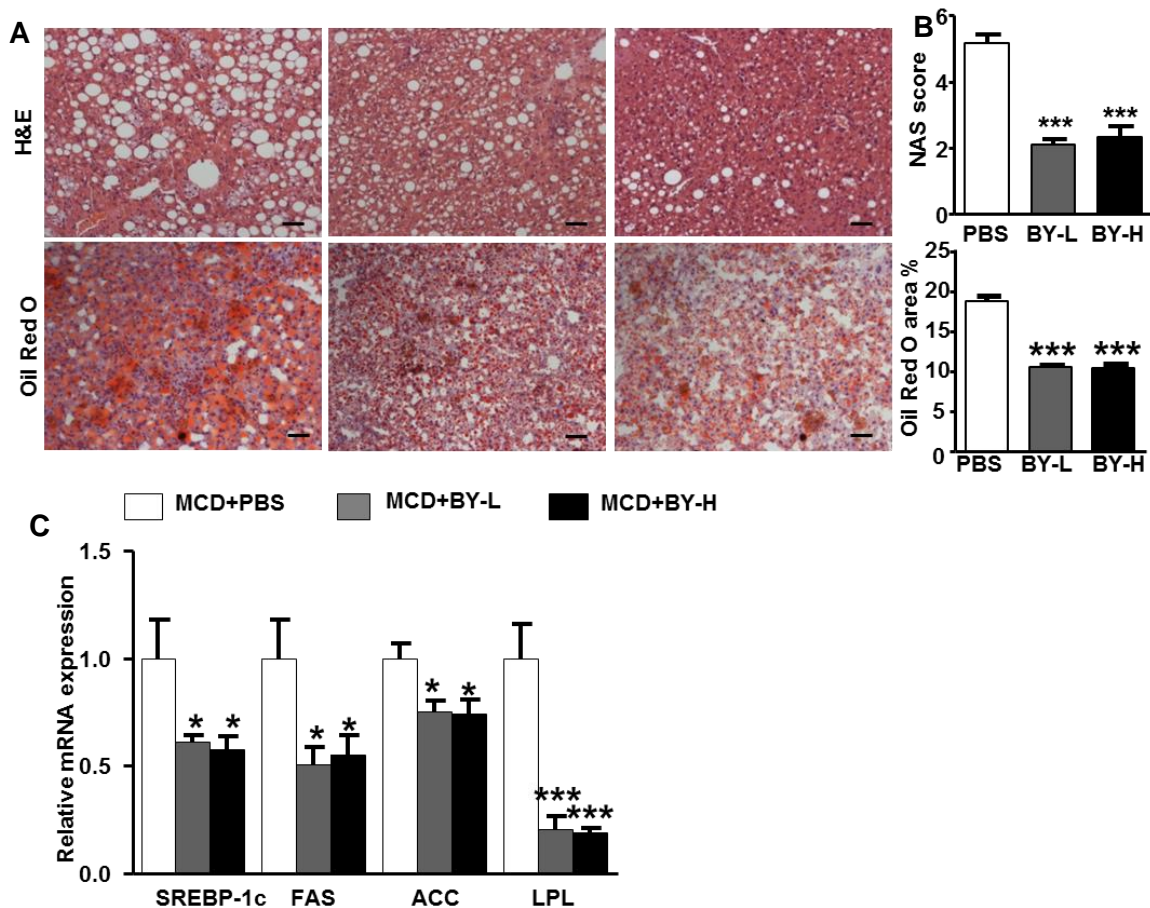 A
H&E
Oil Red O
B
NAS score
6
4
2
0
***
***
PBS BY-L BY-H
Oil Red O area %
25
20
15
10
5
0
***
***
PBS BY-L BY-H
MCD+PBS MCD+BY-L MCD+BY-H
C
Relative mRNA expression
1.5
1.0
0.5
0.0
* *
* *
* *
*** ***
SREBP-1c FAS ACC LPL